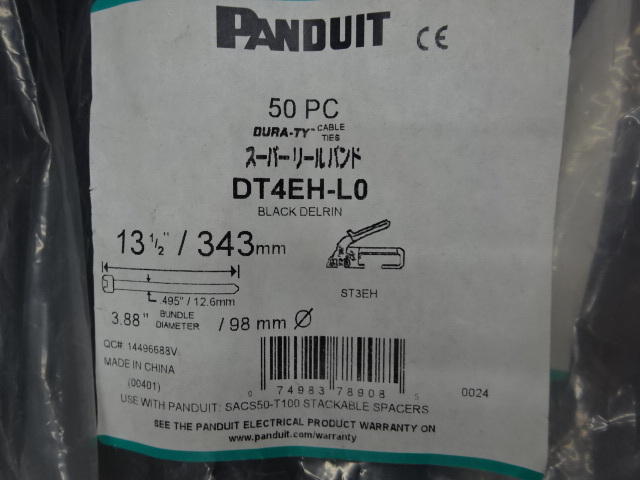 PANDUIT CE
50 PC
DURA-TY™ CABLE TIES
スーパーリールバンド
DT4EH-L0
BLACK DELRIN
13 1/2" / 343mm
.495" / 12.6mm
ST3EH
3.88" BUNDLE DIAMETER / 98 mm Ø
QC# 14496688V
MADE IN CHINA
(00401)
0 74983 78908 5
0024
USE WITH PANDUIT: SACS50-T100 STACKABLE SPACERS
SEE THE PANDUIT ELECTRICAL PRODUCT WARRANTY ON
www.panduit.com/warranty